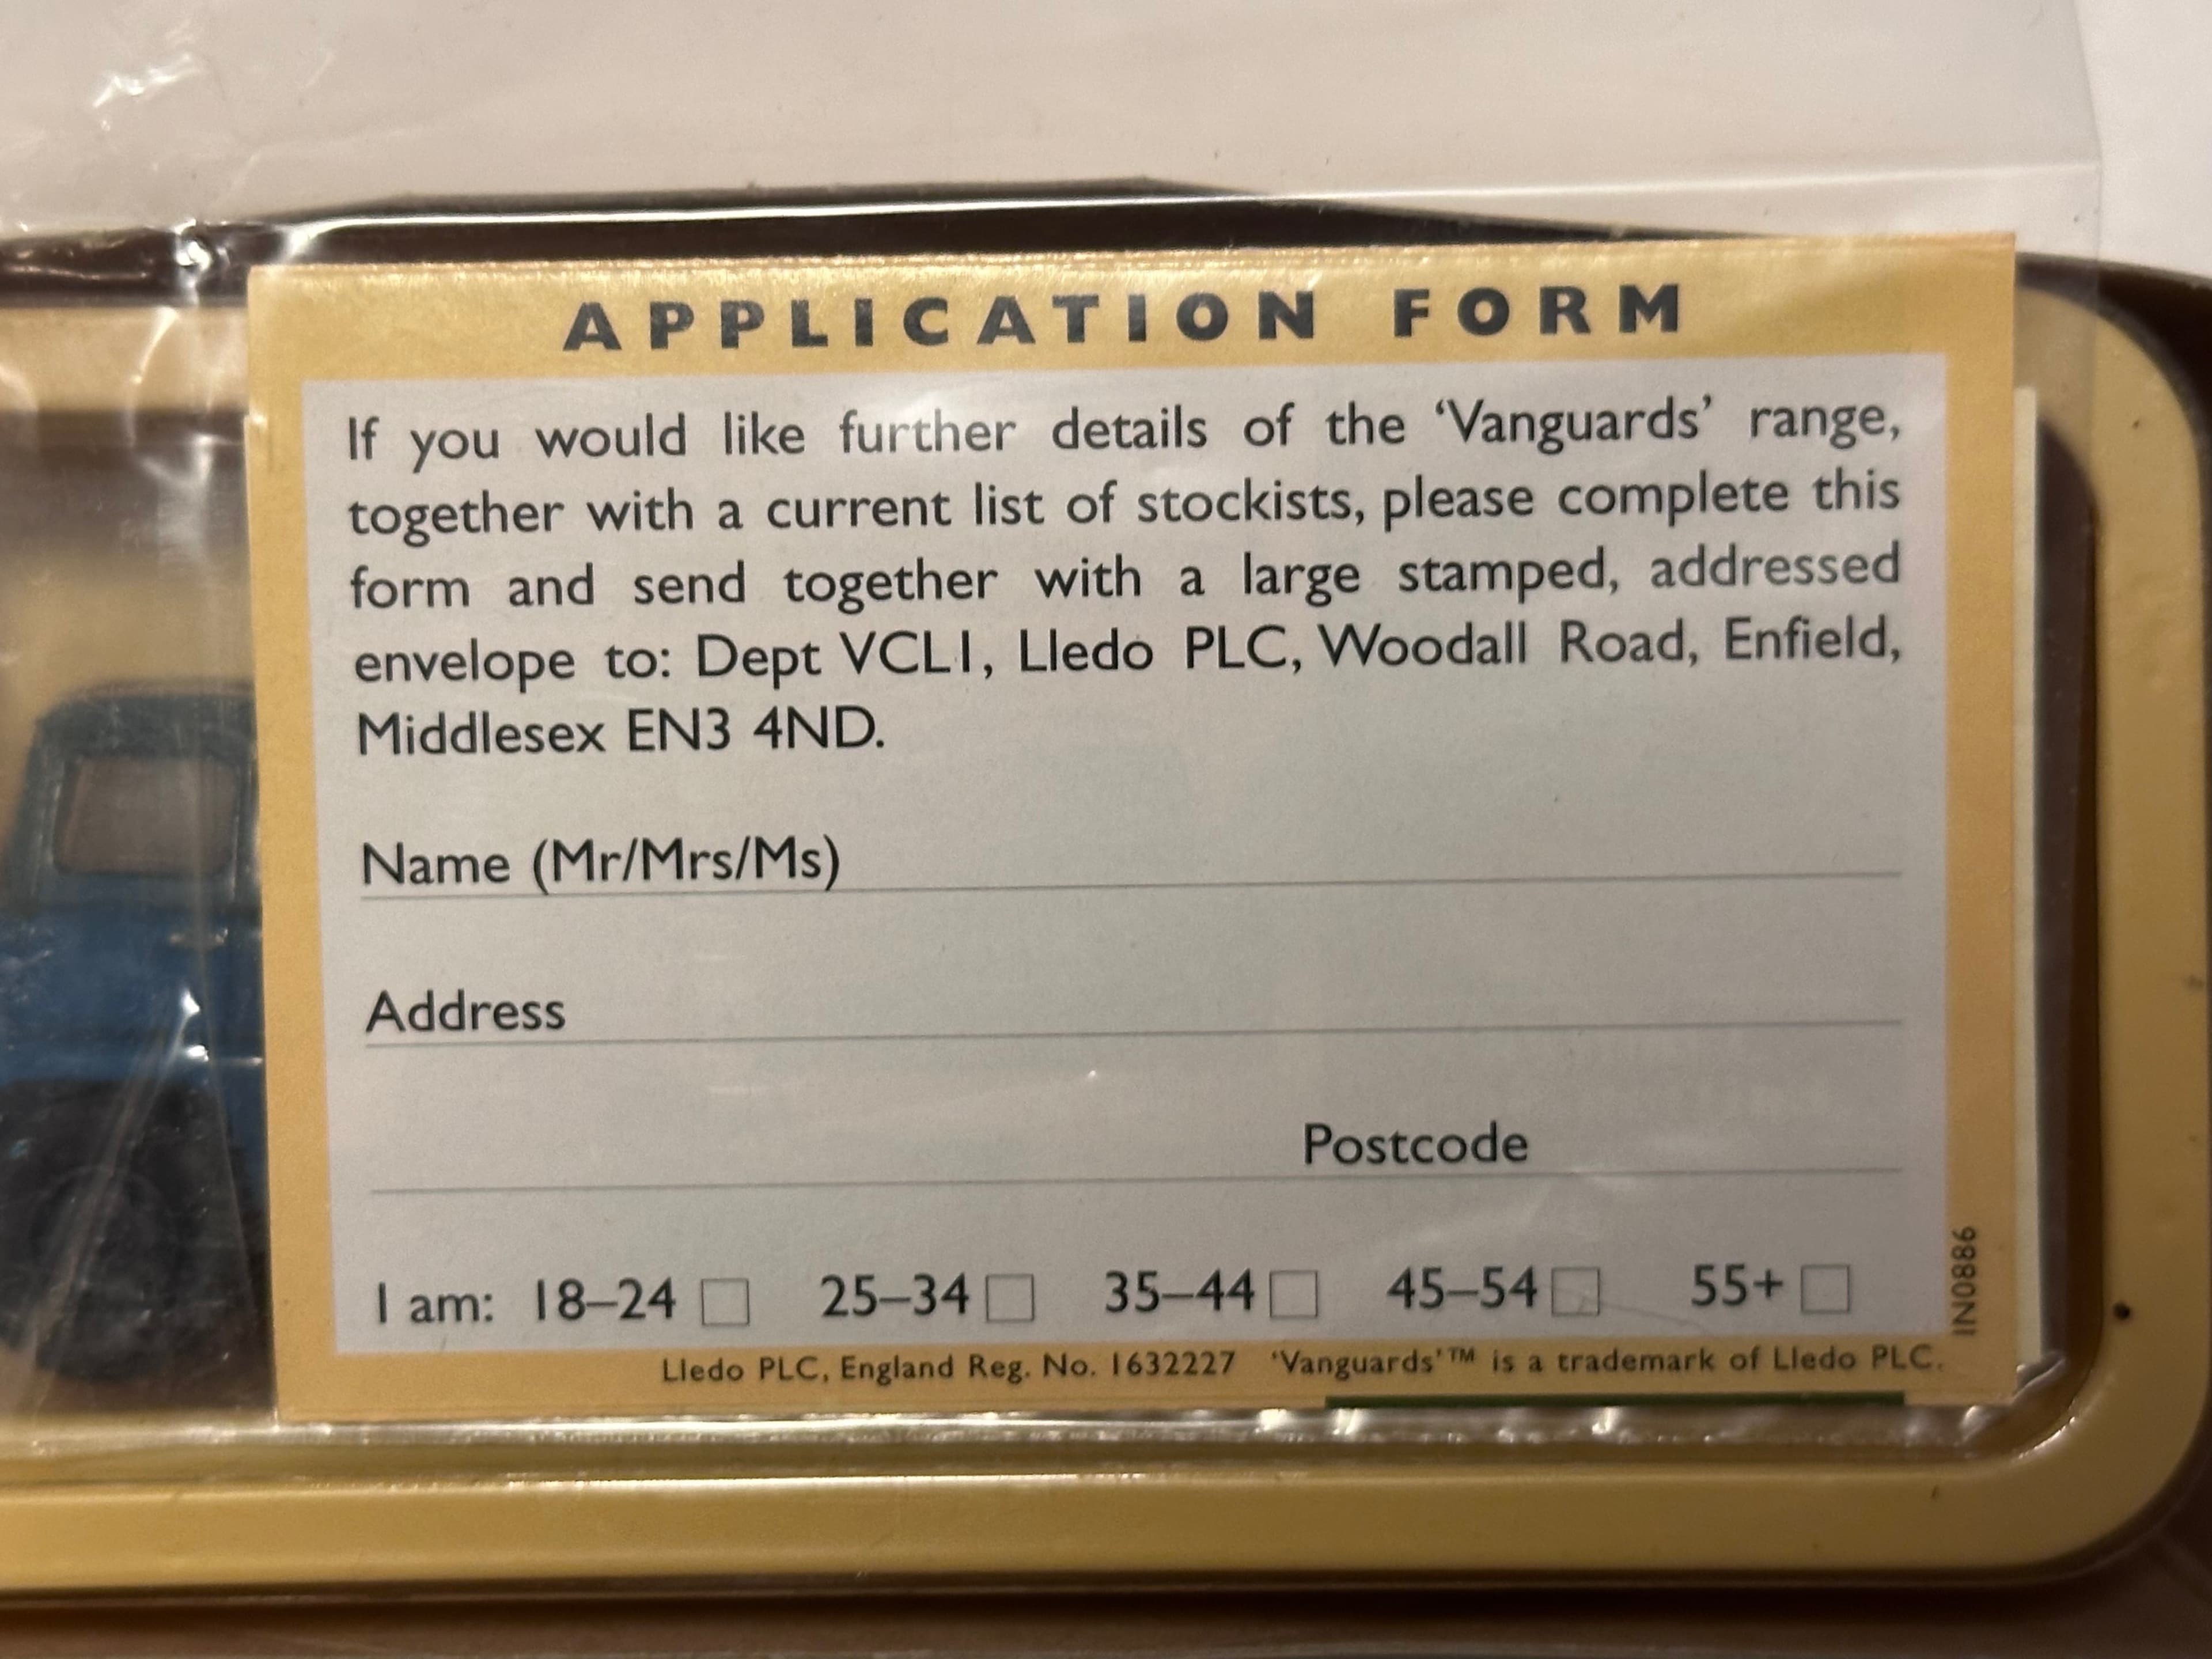 APPLICATION FORM
If you would like further details of the ‘Vanguards’ range,
together with a current list of stockists, please complete this
form and send together with a large stamped, addressed
envelope to: Dept VCL1, Lledo PLC, Woodall Road, Enfield,
Middlesex EN3 4ND.
Name (Mr/Mrs/Ms)
Address
Postcode
I am: 18–24 25–34 35–44 45–54 55+
IN0886
Lledo PLC, England Reg. No. 1632227 ‘Vanguards’™ is a trademark of Lledo PLC.